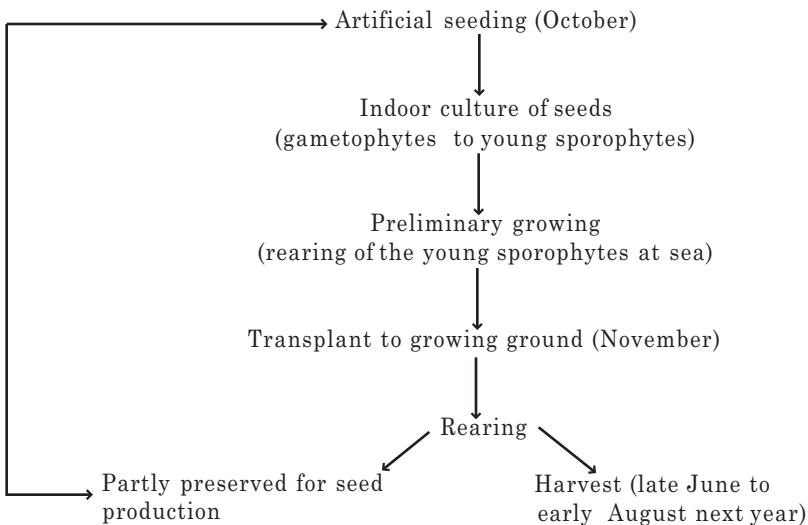 Artificial seeding (October)
Indoor culture of seeds
(gametophytes to young sporophytes)
Preliminary growing
(rearing of the young sporophytes at sea)
Transplant to growing ground (November)
Rearing
Partly preserved for seed
production
Harvest (late June to
early August next year)